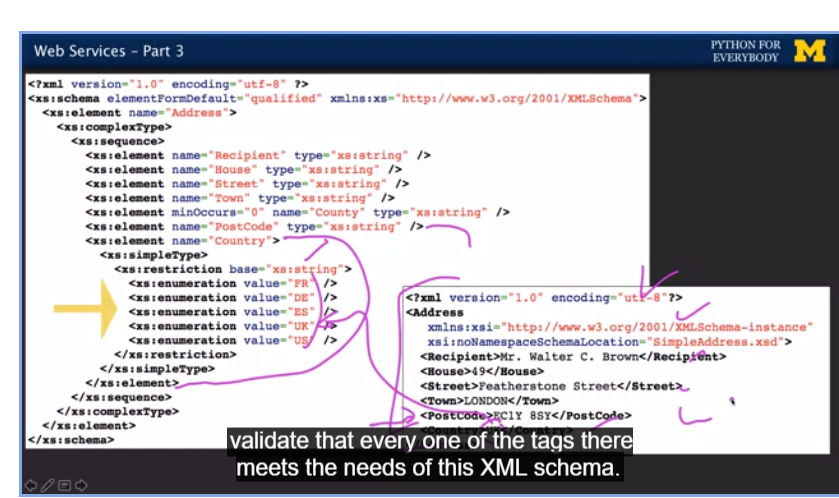 Web Services – Part 3
PYTHON FOR
EVERYBODY
M
<?xml version="1.0" encoding="utf-8" ?>
<xs:schema elementFormDefault="qualified" xmlns:xs="http://www.w3.org/2001/XMLSchema">
<xs:element name="Address">
<xs:complexType>
<xs:sequence>
<xs:element name="Recipient" type="xs:string" />
<xs:element name="House" type="xs:string" />
<xs:element name="Street" type="xs:string" />
<xs:element name="Town" type="xs:string" />
<xs:element minOccurs="0" name="County" type="xs:string" />
<xs:element name="PostCode" type="xs:string" />
<xs:element name="Country">
<xs:simpleType>
<xs:restriction base="xs:string">
<xs:enumeration value="FR" />
<xs:enumeration value="DE" />
<xs:enumeration value="ES" />
<xs:enumeration value="UK" />
<xs:enumeration value="US" />
</xs:restriction>
</xs:simpleType>
</xs:element>
</xs:sequence>
</xs:complexType>
</xs:element>
</xs:schema>
<?xml version="1.0" encoding="utf-8"?>
<Address
xmlns:xsi="http://www.w3.org/2001/XMLSchema-instance"
xsi:noNamespaceSchemaLocation="SimpleAddress.xsd">
<Recipient>Mr. Walter C. Brown</Recipient>
<House>49</House>
<Street>Featherstone Street</Street>
<Town>LONDON</Town>
<PostCode>EC1Y 8SY</PostCode>
validate that every one of the tags there
meets the needs of this XML schema.